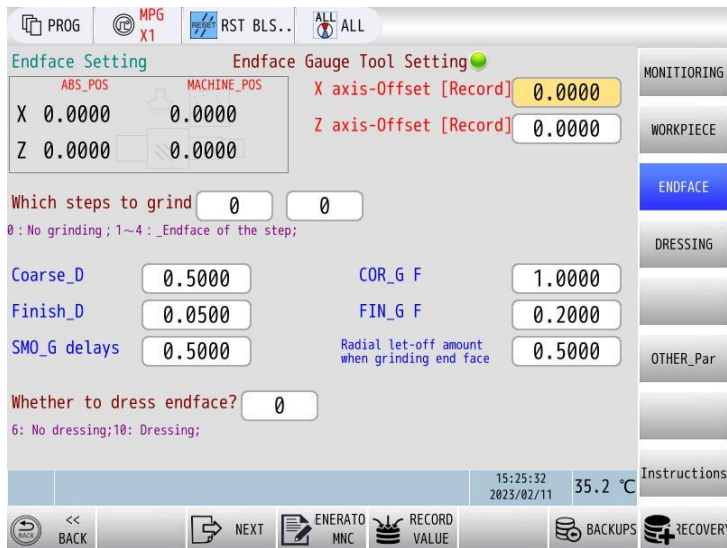 PROG MPG X1 RESET RST BLS.. ALL ALL
Endface Setting Endface Gauge Tool Setting
ABS_POS MACHINE_POS X axis-Offset [Record] 0.0000
X 0.0000 0.0000
Z axis-Offset [Record] 0.0000
Z 0.0000 0.0000
Which steps to grind 0 0
0 : No grinding ; 1～4 : _Endface of the step;
Coarse_D 0.5000 COR_G F 1.0000
Finish_D 0.0500 FIN_G F 0.2000
SMO_G delays 0.5000 Radial let-off amount
when grinding end face 0.5000
Whether to dress endface? 0
6: No dressing;10: Dressing;
MONITIORING
WORKPIECE
ENDFACE
DRESSING
OTHER_Par
Instructions
15:25:32
2023/02/11 35.2 ℃
BACK << BACK NEXT ENERATO MNC RECORD VALUE BACKUPS RECOVERY